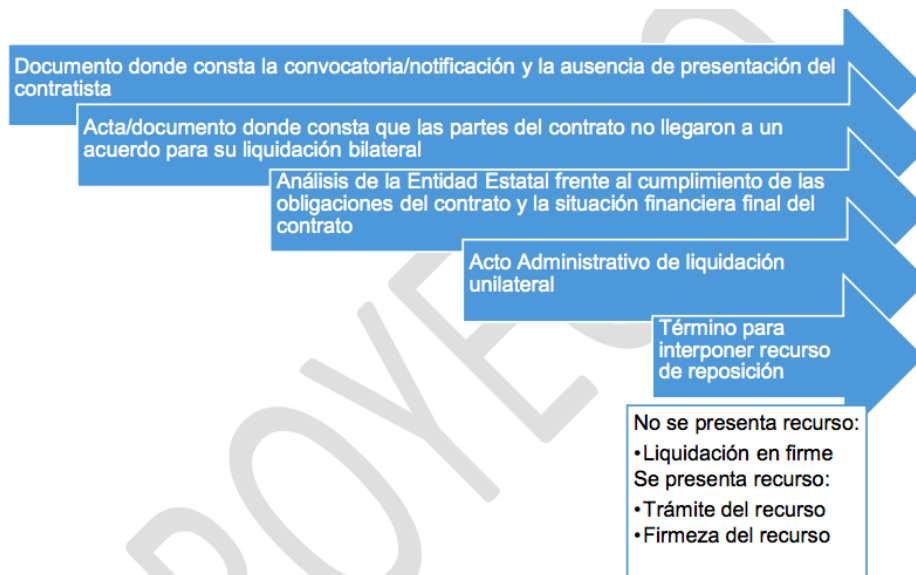 Documento donde consta la convocatoria/notificación y la ausencia de presentación del
contratista
Acta/documento donde consta que las partes del contrato no llegaron a un
acuerdo para su liquidación bilateral
Análisis de la Entidad Estatal frente al cumplimiento de las
obligaciones del contrato y la situación financiera final del
contrato
Acto Administrativo de liquidación
unilateral
Término para
interponer recurso
de reposición
No se presenta recurso:
•Liquidación en firme
Se presenta recurso:
•Trámite del recurso
•Firmeza del recurso